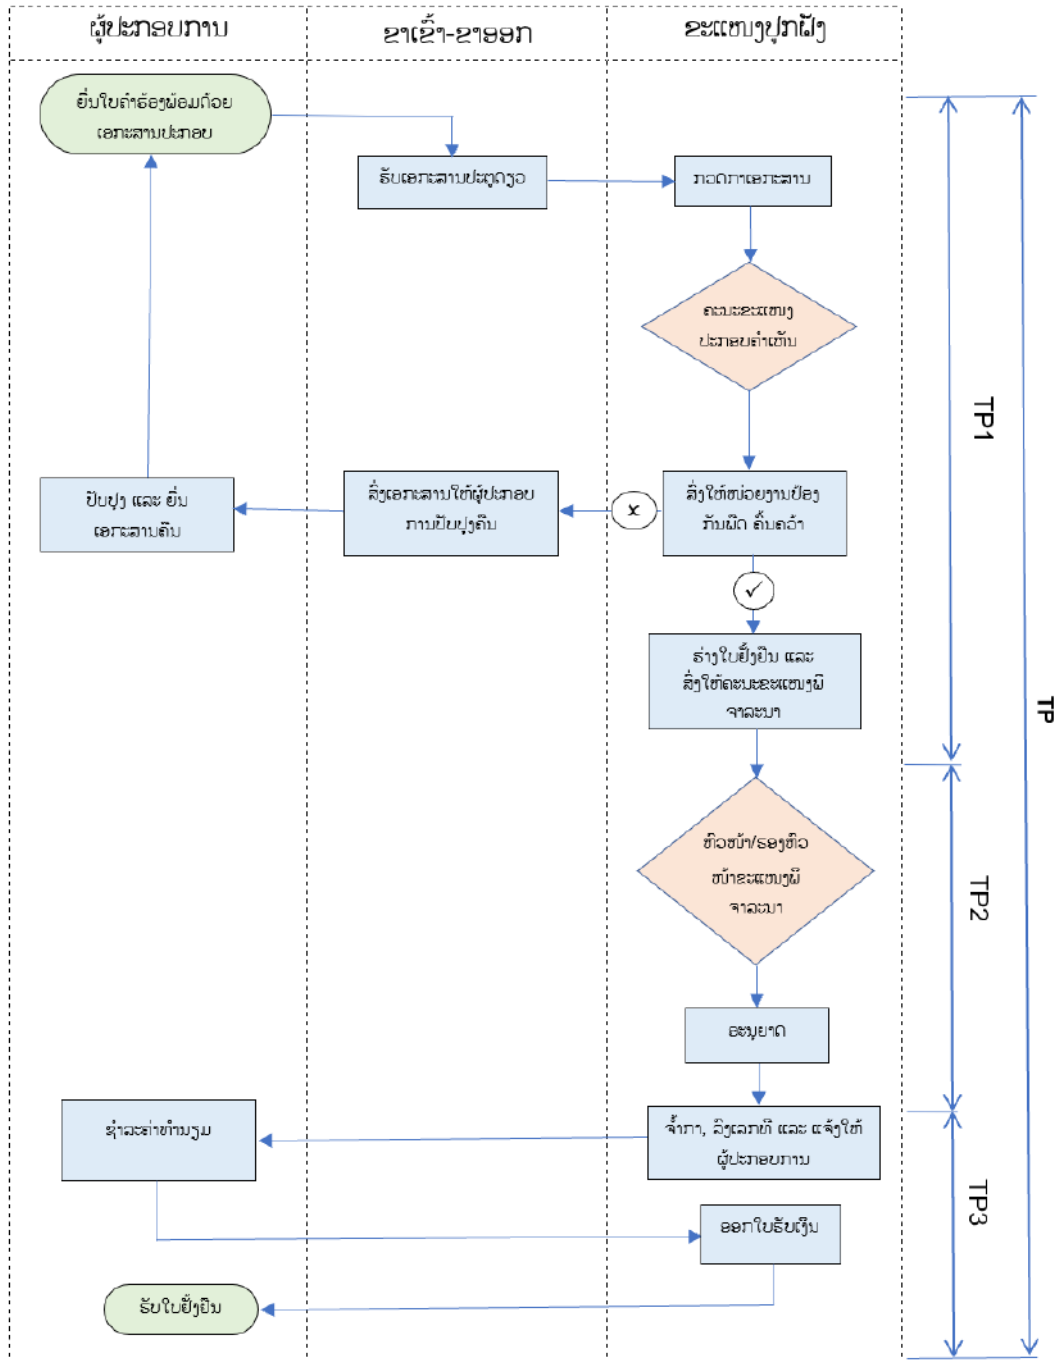 ຜູ້ປະກອບການ
ຂາເຂົ້າ-ຂາອອກ
ຂະແໜງປູກຝັງ
ຍື່ນໃບຄຳຮ້ອງພ້ອມດ້ວຍ
ເອກະສານປະກອບ
ຮັບເອກະສານປະຕູດຽວ
ກວດກາເອກະສານ
ຄະນະຂະແໜງ
ປະກອບຄຳເຫັນ
TP1
ປັບປຸງ ແລະ ຍື່ນ
ເອກະສານຄືນ
ສົ່ງເອກະສານໃຫ້ຜູ້ປະກອບ
ການປັບປຸງຄືນ
x
ສົ່ງໃຫ້ໜ່ວຍງານປ້ອງ
ກັນພືດ ຄົ້ນຄວ້າ
✓
ຮ່າງໃບຢັ້ງຢືນ ແລະ
ສົ່ງໃຫ້ຄະນະຂະແໜງພິ
ຈາລະນາ
TP
ຫົວໜ້າ/ຮອງຫົວ
ໜ້າຂະແໜງພິ
ຈາລະນາ
TP2
ອະນຸຍາດ
ຊຳລະຄ່າທຳນຽມ
ຈ້ຳກາ, ລົງເລກທີ ແລະ ແຈ້ງໃຫ້
ຜູ້ປະກອບການ
TP3
ອອກໃບຮັບເງິນ
ຮັບໃບຢັ້ງຢືນ